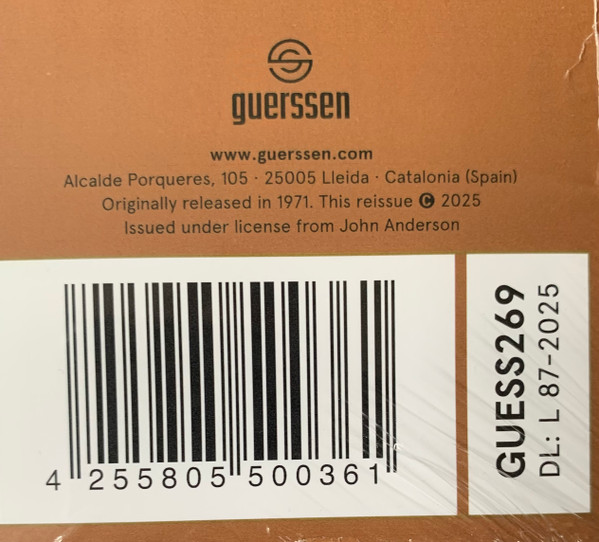 guerssen
www.guerssen.com
Alcalde Porqueres, 105 · 25005 Lleida · Catalonia (Spain)
Originally released in 1971. This reissue © 2025
Issued under license from John Anderson
4 255805 500361
GUESS269
DL: L 87-2025